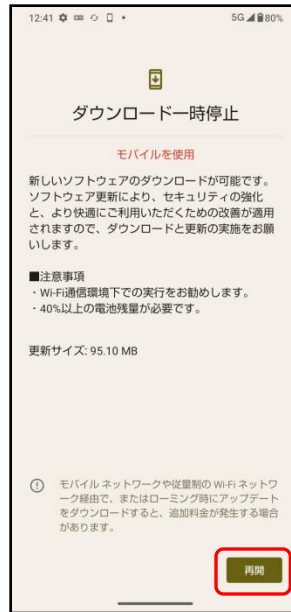 12:41 5G 80%
ダウンロード一時停止
モバイルを使用
新しいソフトウェアのダウンロードが可能です。
ソフトウェア更新により、セキュリティの強化
と、より快適にご利用いただくための改善が適用
されますので、ダウンロードと更新の実施をお願
いします。
■注意事項
・Wi-Fi通信環境下での実行をお勧めします。
・40%以上の電池残量が必要です。
更新サイズ: 95.10 MB
モバイル ネットワークや従量制の Wi-Fi ネットワ
ーク経由で、またはローミング時にアップデート
をダウンロードすると、追加料金が発生する場合
があります。
再開